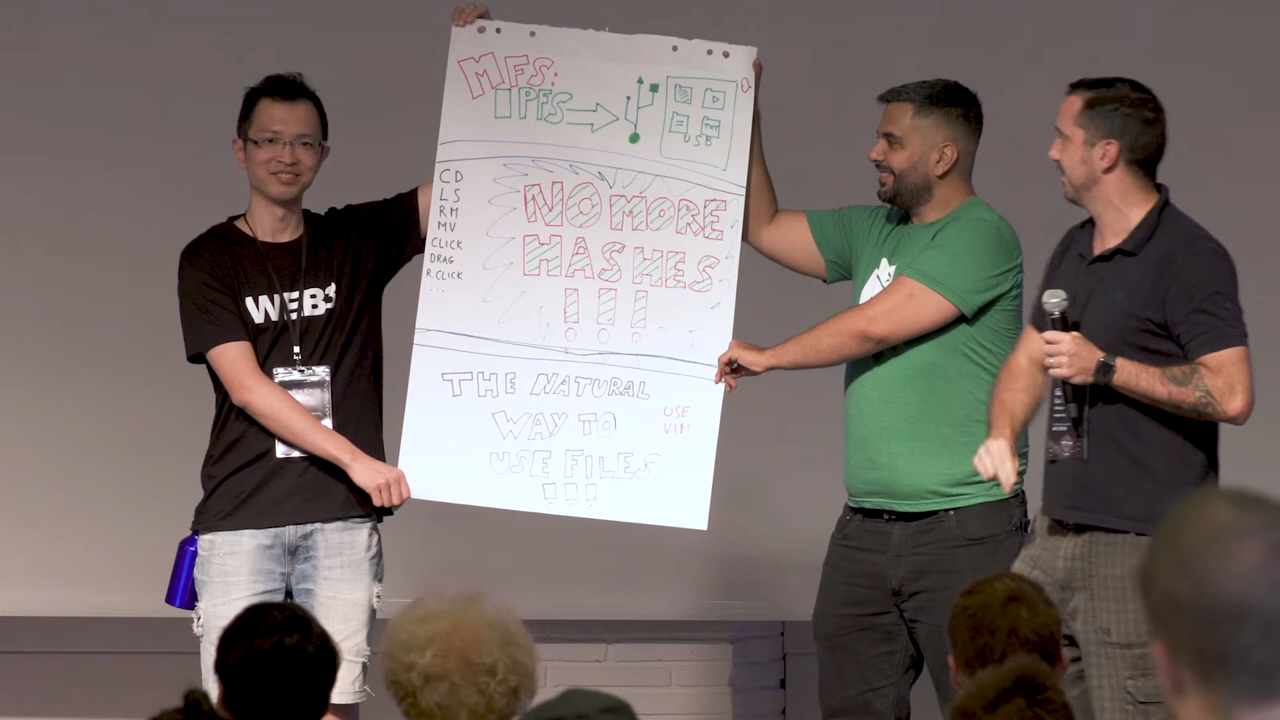 MFS:
IPFS
TXT
USB
CD
LS
RM
MV
CLICK
DRAG
R.CLICK
...
NO MORE
HASHES
!!!
THE NATURAL
WAY TO
USE FILES
!!!
USE
VIM
WEB3